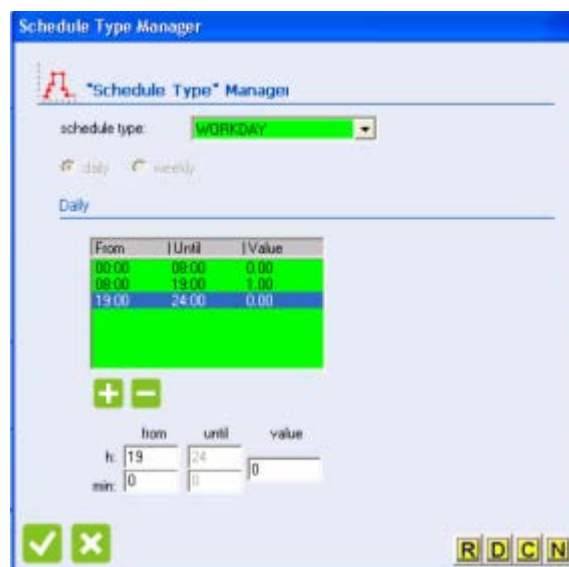 Schedule Type Manager
"Schedule Type" Manager
schedule type: WORKDAY
daily weekly
Daily
From | Until | Value
00:00 08:00 0.00
08:00 19:00 1.00
19:00 24:00 0.00
from until value
h: 19 24 0
min: 0 0
R D C N